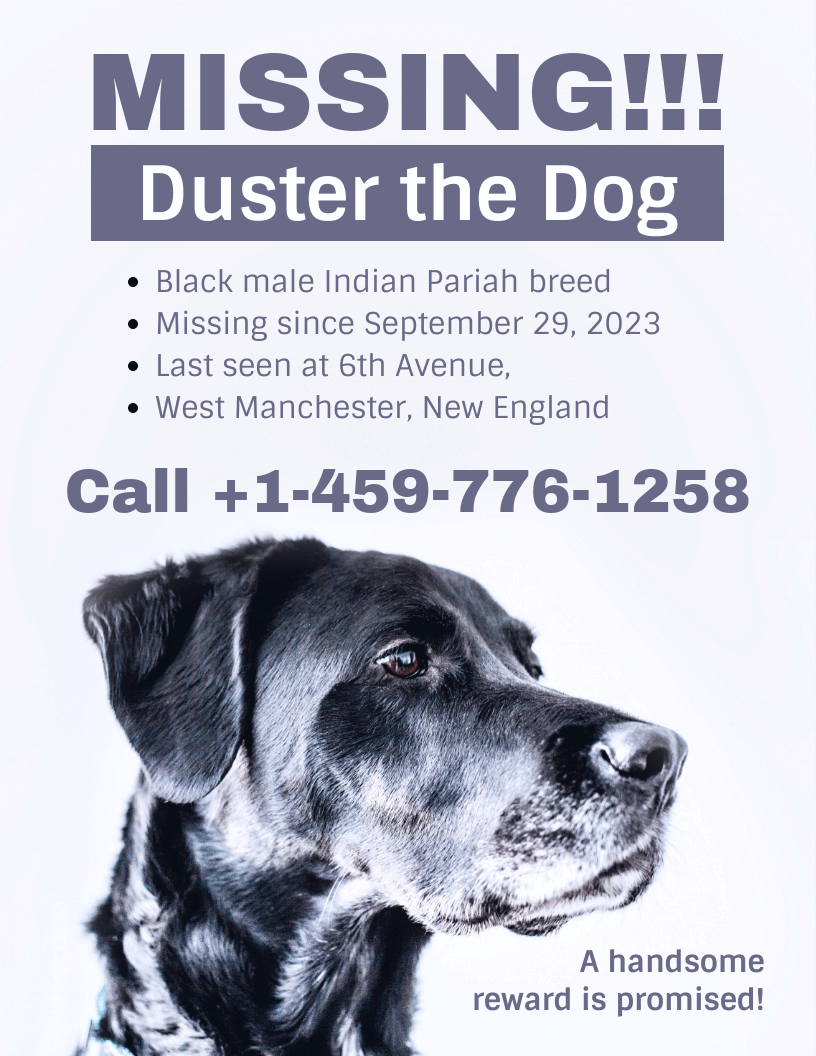 MISSING!!!
Duster the Dog
• Black male Indian Pariah breed
• Missing since September 29, 2023
• Last seen at 6th Avenue,
• West Manchester, New England
Call +1-459-776-1258
A handsome
reward is promised!